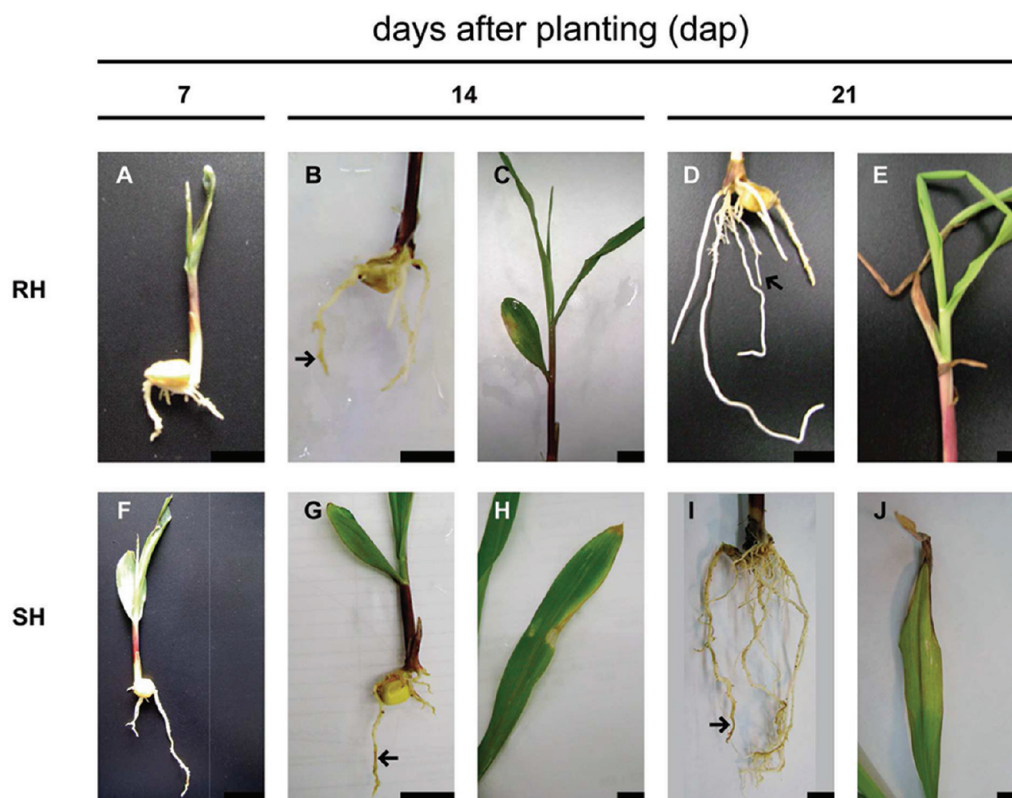 days after planting (dap)
7 14 21
RH
A B C D E
SH
F G H I J